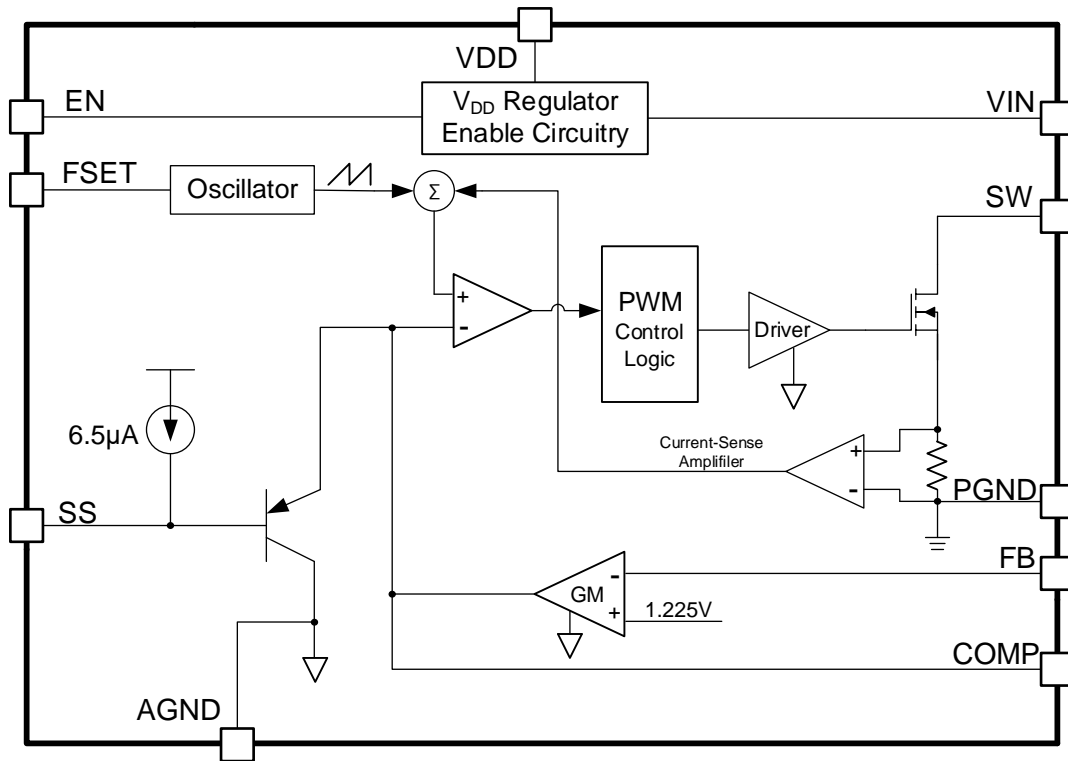 VDD
EN
V_DD Regulator
Enable Circuitry
VIN
FSET
Oscillator
Σ
SW
+
-
PWM
Control
Logic
Driver
6.5µA
Current-Sense
Amplifiler
+
-
PGND
SS
FB
GM
-
+
1.225V
COMP
AGND